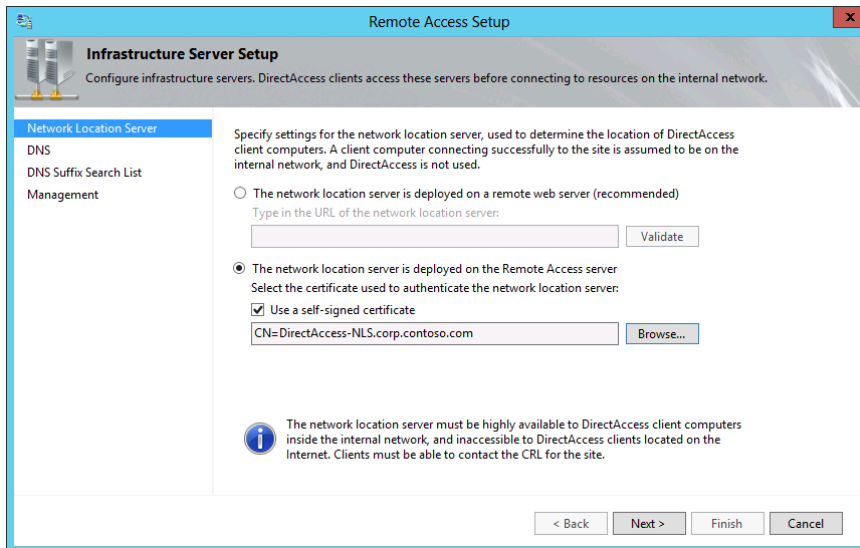 Remote Access Setup
x
Infrastructure Server Setup
Configure infrastructure servers. DirectAccess clients access these servers before connecting to resources on the internal network.
Network Location Server
DNS
DNS Suffix Search List
Management
Specify settings for the network location server, used to determine the location of DirectAccess
client computers. A client computer connecting successfully to the site is assumed to be on the
internal network, and DirectAccess is not used.
The network location server is deployed on a remote web server (recommended)
Type in the URL of the network location server:
Validate
The network location server is deployed on the Remote Access server
Select the certificate used to authenticate the network location server:
Use a self-signed certificate
CN=DirectAccess-NLS.corp.contoso.com
Browse...
The network location server must be highly available to DirectAccess client computers
inside the internal network, and inaccessible to DirectAccess clients located on the
Internet. Clients must be able to contact the CRL for the site.
< Back
Next >
Finish
Cancel